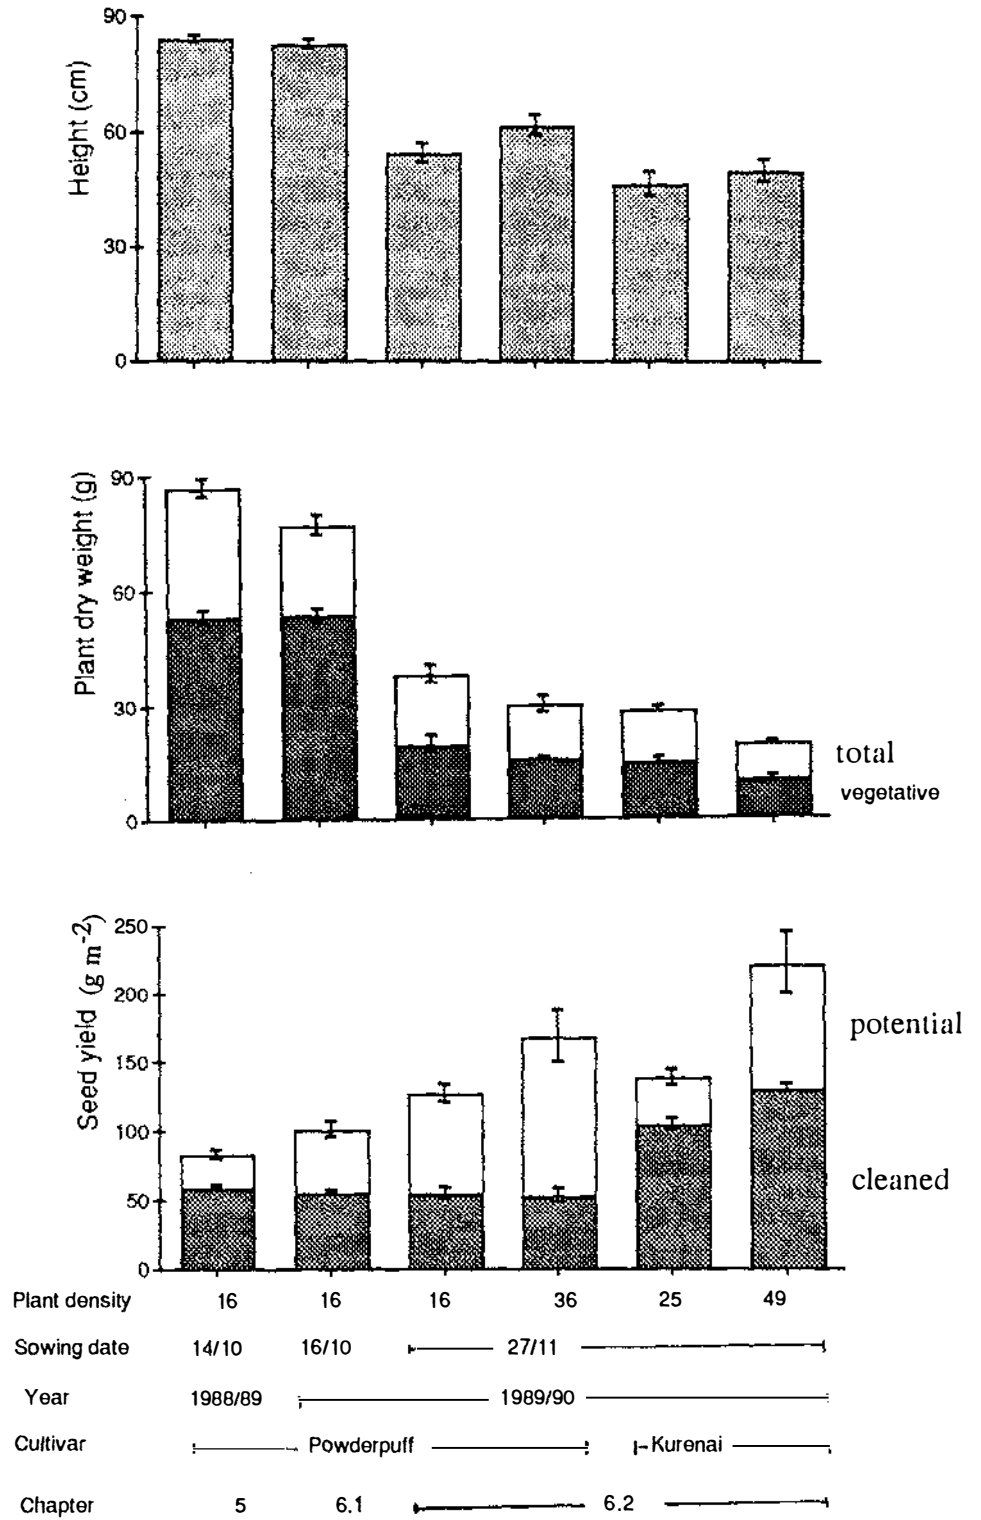 Height (cm)
90
60
30
0
Plant dry weight (g)
90
60
30
0
total
vegetative
Seed yield (g m⁻²)
250
200
150
100
50
0
potential
cleaned
Plant density 16 16 16 36 25 49
Sowing date 14/10 16/10 27/11
Year 1988/89 1989/90
Cultivar Powderpuff Kurenai
Chapter 5 6.1 6.2